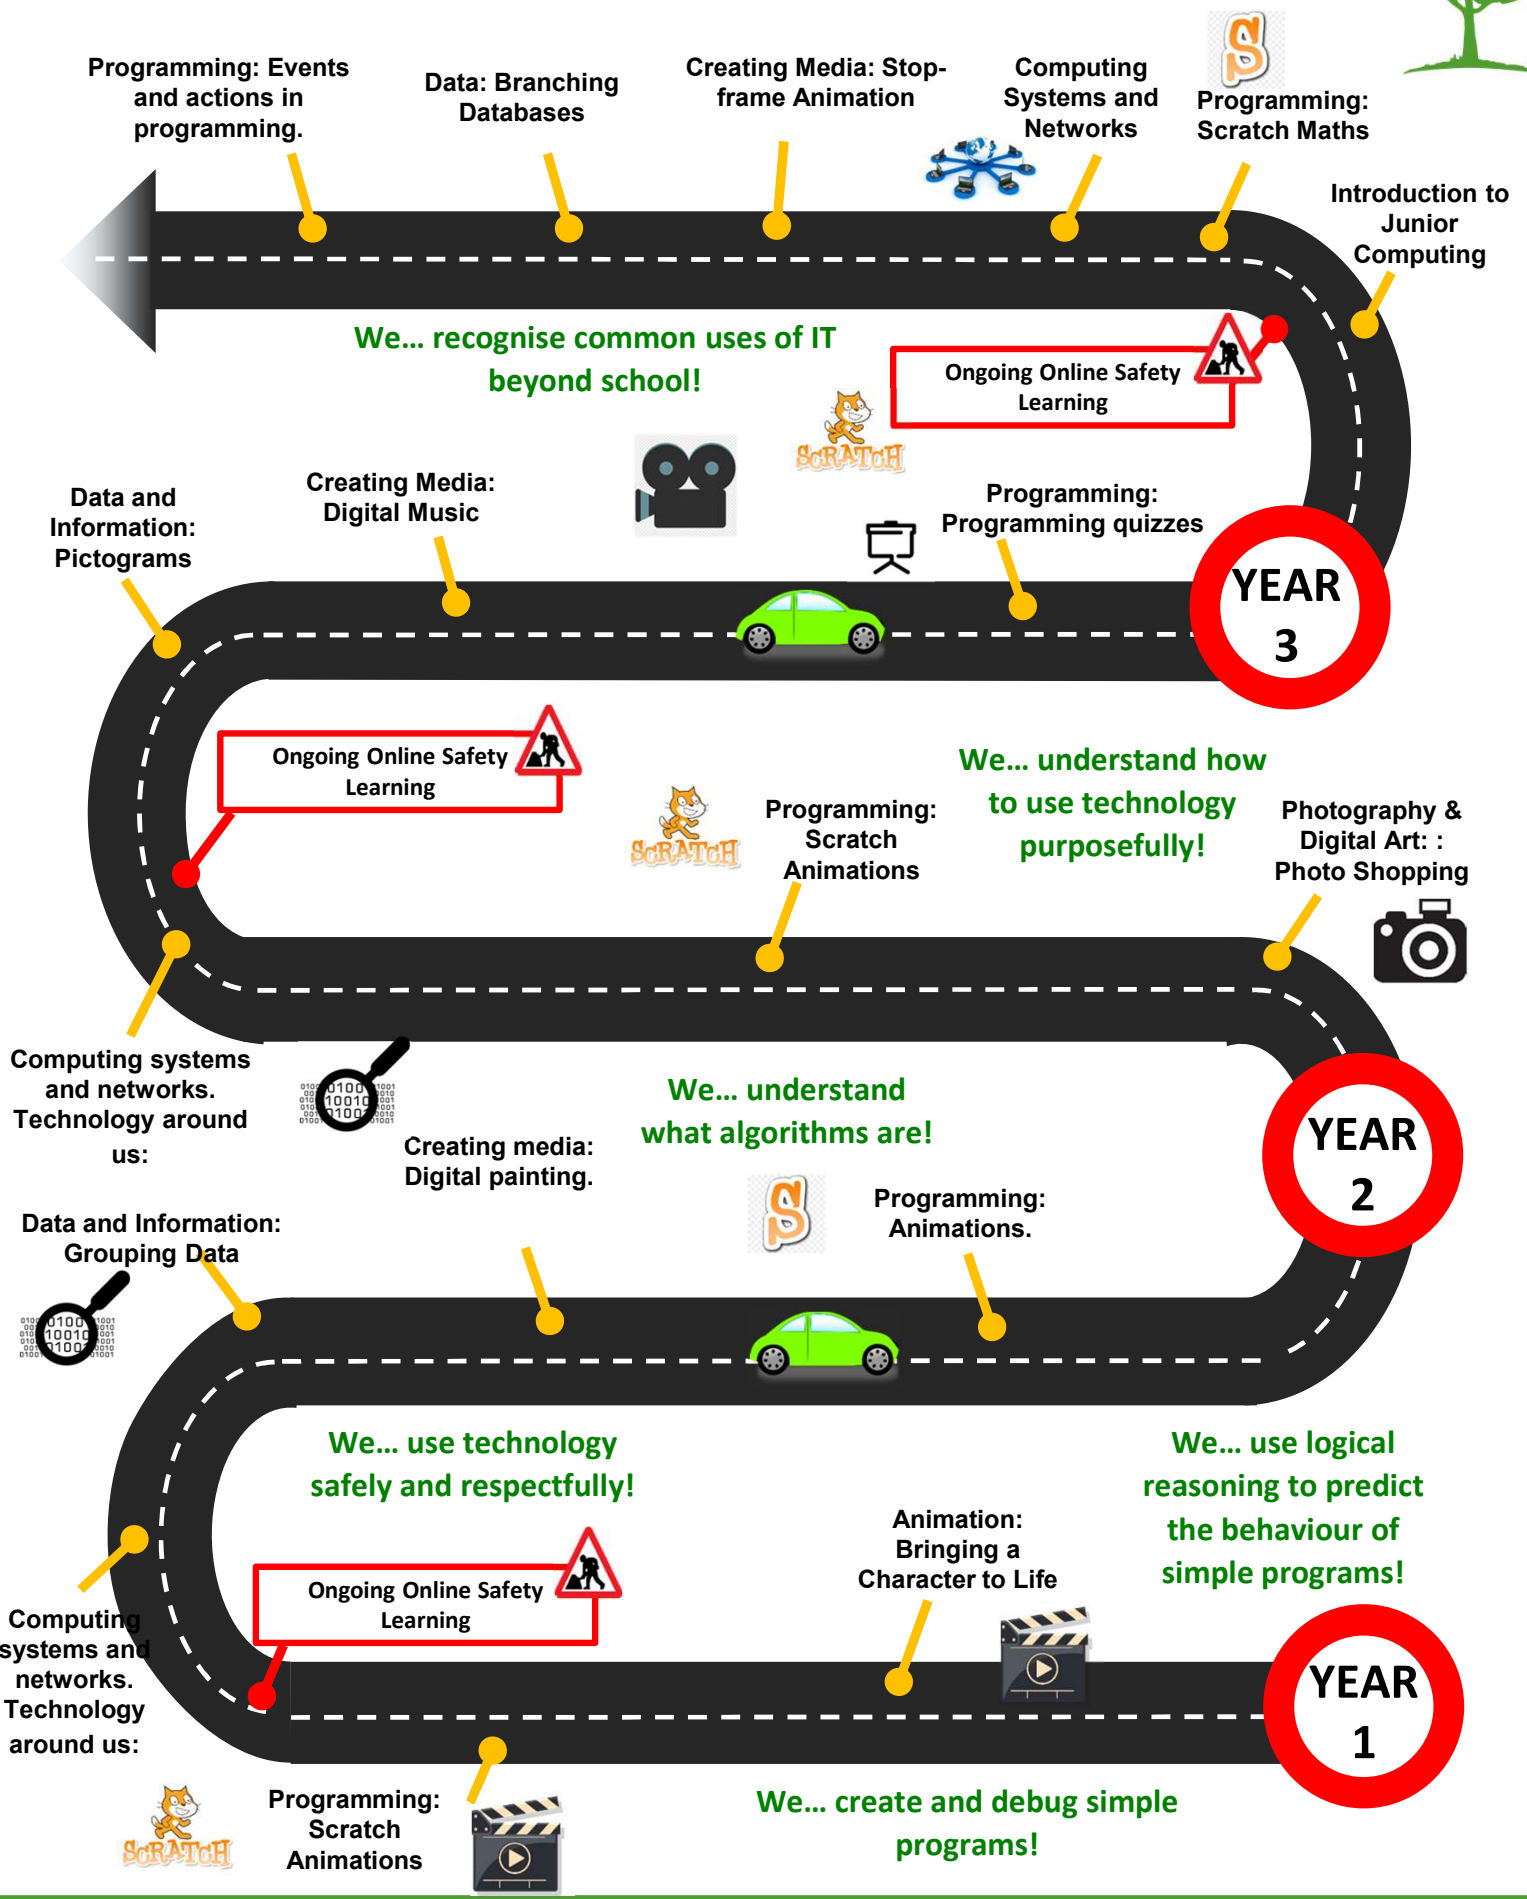 Programming: Events
and actions in
programming.
Data: Branching
Databases
Creating Media: Stop-
frame Animation
Computing
Systems and
Networks
S
Programming:
Scratch Maths
Introduction to
Junior
Computing
We... recognise common uses of IT
beyond school!
Ongoing Online Safety
Learning
SCRATCH
Data and
Information:
Pictograms
Creating Media:
Digital Music
Programming:
Programming quizzes
YEAR
3
Ongoing Online Safety
Learning
SCRATCH
Programming:
Scratch
Animations
We... understand how
to use technology
purposefully!
Photography &
Digital Art: :
Photo Shopping
Computing systems
and networks.
Technology around
us:
We... understand
what algorithms are!
YEAR
2
Creating media:
Digital painting.
S
Programming:
Animations.
Data and Information:
Grouping Data
We... use technology
safely and respectfully!
We... use logical
reasoning to predict
the behaviour of
simple programs!
Animation:
Bringing a
Character to Life
Ongoing Online Safety
Learning
Computing
systems and
networks.
Technology
around us:
YEAR
1
SCRATCH
Programming:
Scratch
Animations
We... create and debug simple
programs!